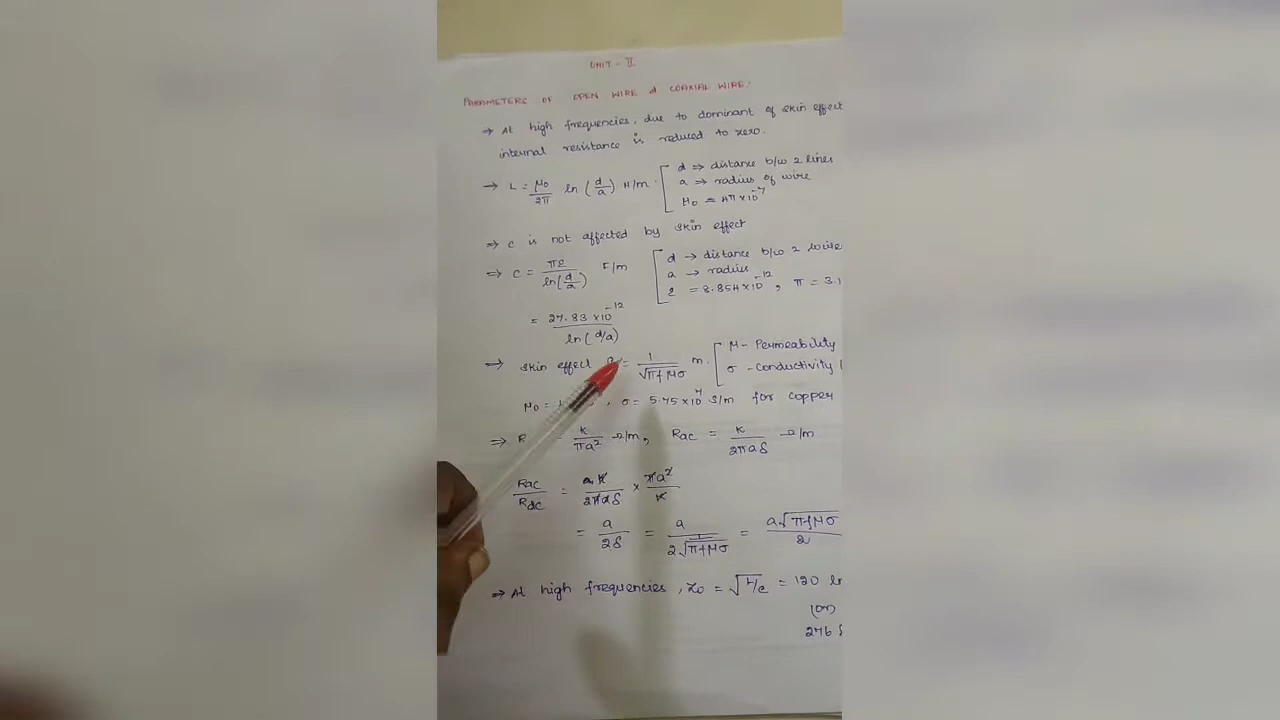 UNIT - II
PARAMETERS OF OPEN WIRE & COAXIAL WIRE:
→ At high frequencies, due to dominant of skin effect
internal resistance is reduced to zero.
→ L = μ0/2π ln (d/a) H/m. [ d ⇒ distance b/w 2 lines
a ⇒ radius of wire
μ0 = 4π×10^-7
⇒ C is not affected by skin effect
⇒ C = πε/ln(d/a) F/m [ d → distance b/w 2 wires
a → radius
ε = 8.854×10^-12, π = 3.1
= 27.83 ×10^-12/ln(d/a)
⇒ Skin effect = 1/√πfμσ m. [ μ - Permeability
σ - Conductivity
μ0 = , σ = 5.75×10^7 S/m for copper
⇒ R = k/πa² Ω/m, Rac = k/2πaδ Ω/m
Rac/Rdc = k/2πaδ × πa²/k
= a/2δ = a/2 1/√πfμσ = a√πfμσ/2
⇒ At high frequencies, Z0 = √L/c = 120 ln
(or)
276